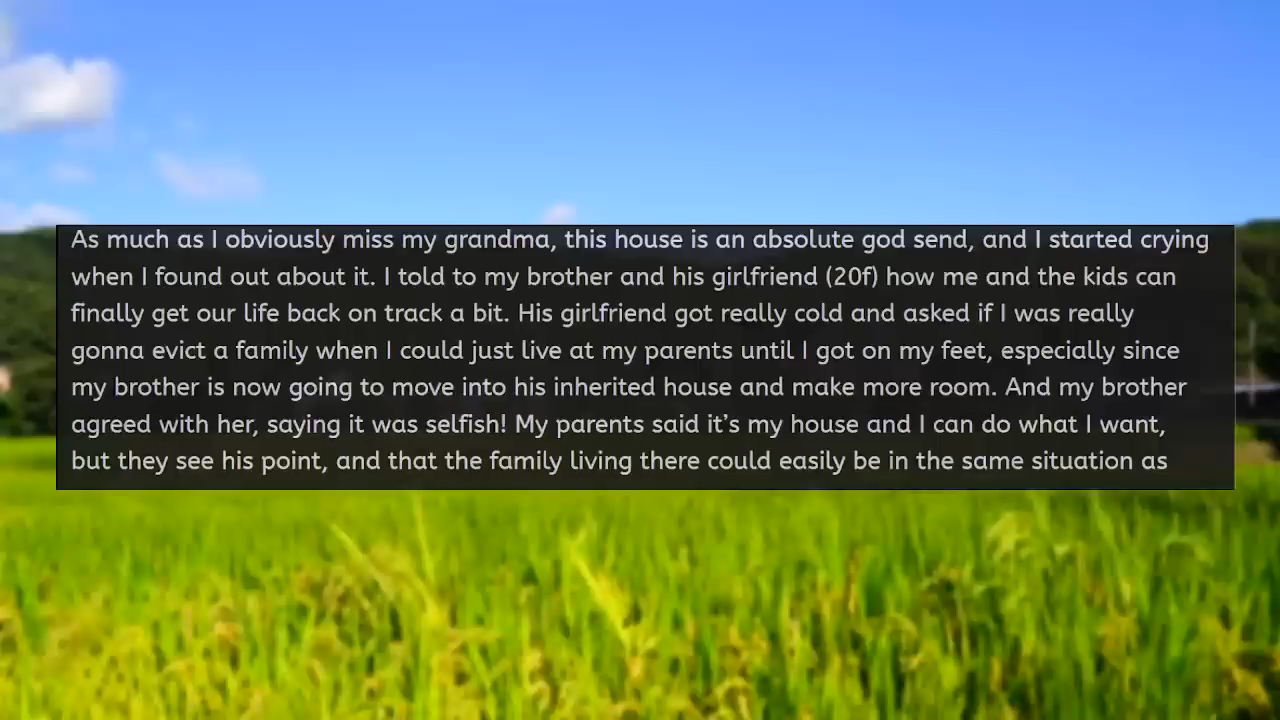 As much as I obviously miss my grandma, this house is an absolute god send, and I started crying
when I found out about it. I told to my brother and his girlfriend (20f) how me and the kids can
finally get our life back on track a bit. His girlfriend got really cold and asked if I was really
gonna evict a family when I could just live at my parents until I got on my feet, especially since
my brother is now going to move into his inherited house and make more room. And my brother
agreed with her, saying it was selfish! My parents said it’s my house and I can do what I want,
but they see his point, and that the family living there could easily be in the same situation as